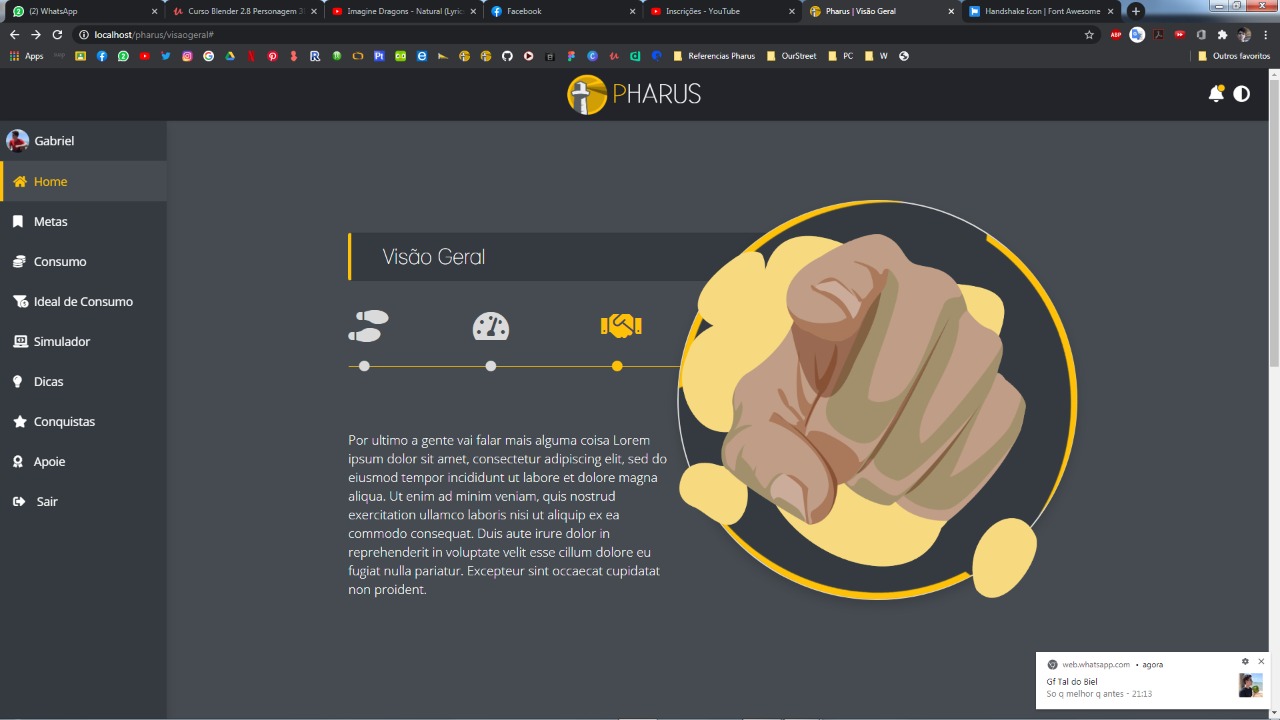 (2) WhatsApp
Curso Blender 2.8 Personagem 3
Imagine Dragons - Natural (Lyric
Facebook
Inscrições - YouTube
Pharus | Visão Geral
Handshake Icon | Font Awesome
localhost/pharus/visaogeral#
Apps
Referencias Pharus
OurStreet
PC
W
Outros favoritos
PHARUS
Gabriel
Home
Metas
Consumo
Ideal de Consumo
Simulador
Dicas
Conquistas
Apoie
Sair
Visão Geral
Por ultimo a gente vai falar mais alguma coisa Lorem
ipsum dolor sit amet, consectetur adipiscing elit, sed do
eiusmod tempor incididunt ut labore et dolore magna
aliqua. Ut enim ad minim veniam, quis nostrud
exercitation ullamco laboris nisi ut aliquip ex ea
commodo consequat. Duis aute irure dolor in
reprehenderit in voluptate velit esse cillum dolore eu
fugiat nulla pariatur. Excepteur sint occaecat cupidatat
non proident.
web.whatsapp.com • agora
Gf Tal do Biel
So q melhor q antes - 21:13